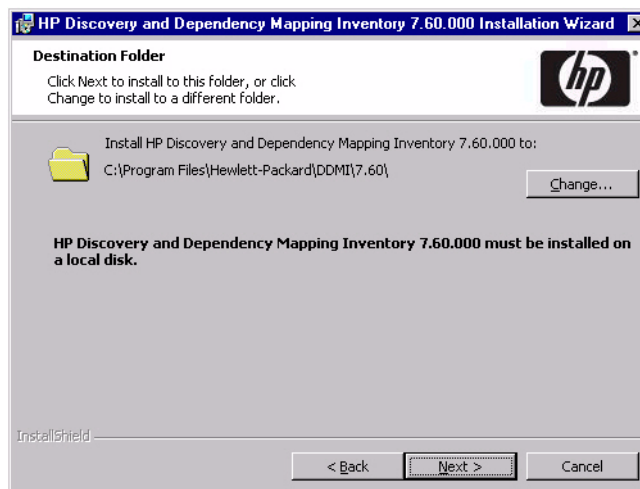 HP Discovery and Dependency Mapping Inventory 7.60.000 Installation Wizard
Destination Folder
Click Next to install to this folder, or click
Change to install to a different folder.
hp
Install HP Discovery and Dependency Mapping Inventory 7.60.000 to:
C:\Program Files\Hewlett-Packard\DDMI\7.60\
Change...
HP Discovery and Dependency Mapping Inventory 7.60.000 must be installed on
a local disk.
InstallShield
< Back
Next >
Cancel